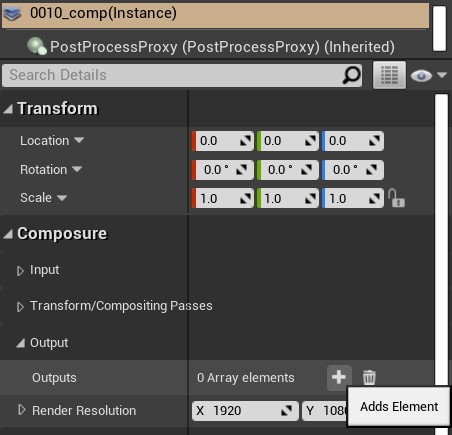 0010_comp(Instance)
PostProcessProxy (PostProcessProxy) (Inherited)
Search Details
Transform
Location 0.0 0.0 0.0
Rotation 0.0 ° 0.0 ° 0.0 °
Scale 1.0 1.0 1.0
Composure
Input
Transform/Compositing Passes
Output
Outputs 0 Array elements
Adds Element
Render Resolution X 1920 Y